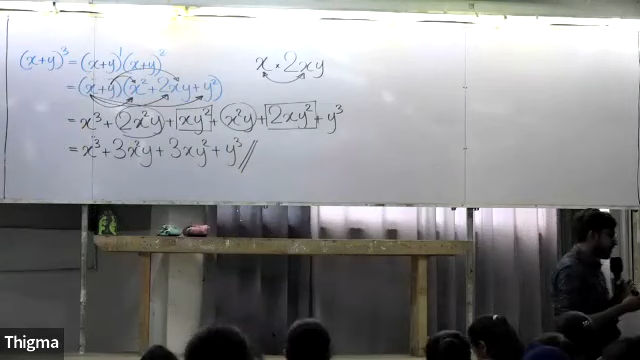 (x+y)³ = (x+y)¹(x+y)²
= (x+y)(x²+2xy+y²)
= x³ + 2x²y + xy² + x²y + 2xy² + y³
= x³ + 3x²y + 3xy² + y³ //
x × 2xy
Thigma